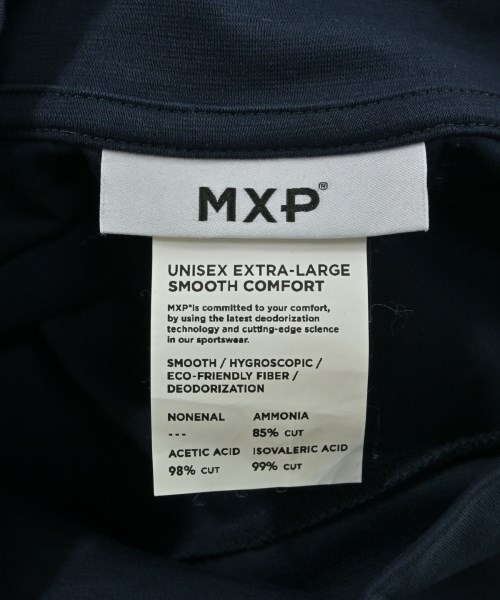 MXP®
UNISEX EXTRA-LARGE
SMOOTH COMFORT
MXP®is committed to your comfort,
by using the latest deodorization
technology and cutting-edge science
in our sportswear.
SMOOTH / HYGROSCOPIC /
ECO-FRIENDLY FIBER /
DEODORIZATION
NONENAL AMMONIA
--- 85% CUT
ACETIC ACID ISOVALERIC ACID
98% CUT 99% CUT